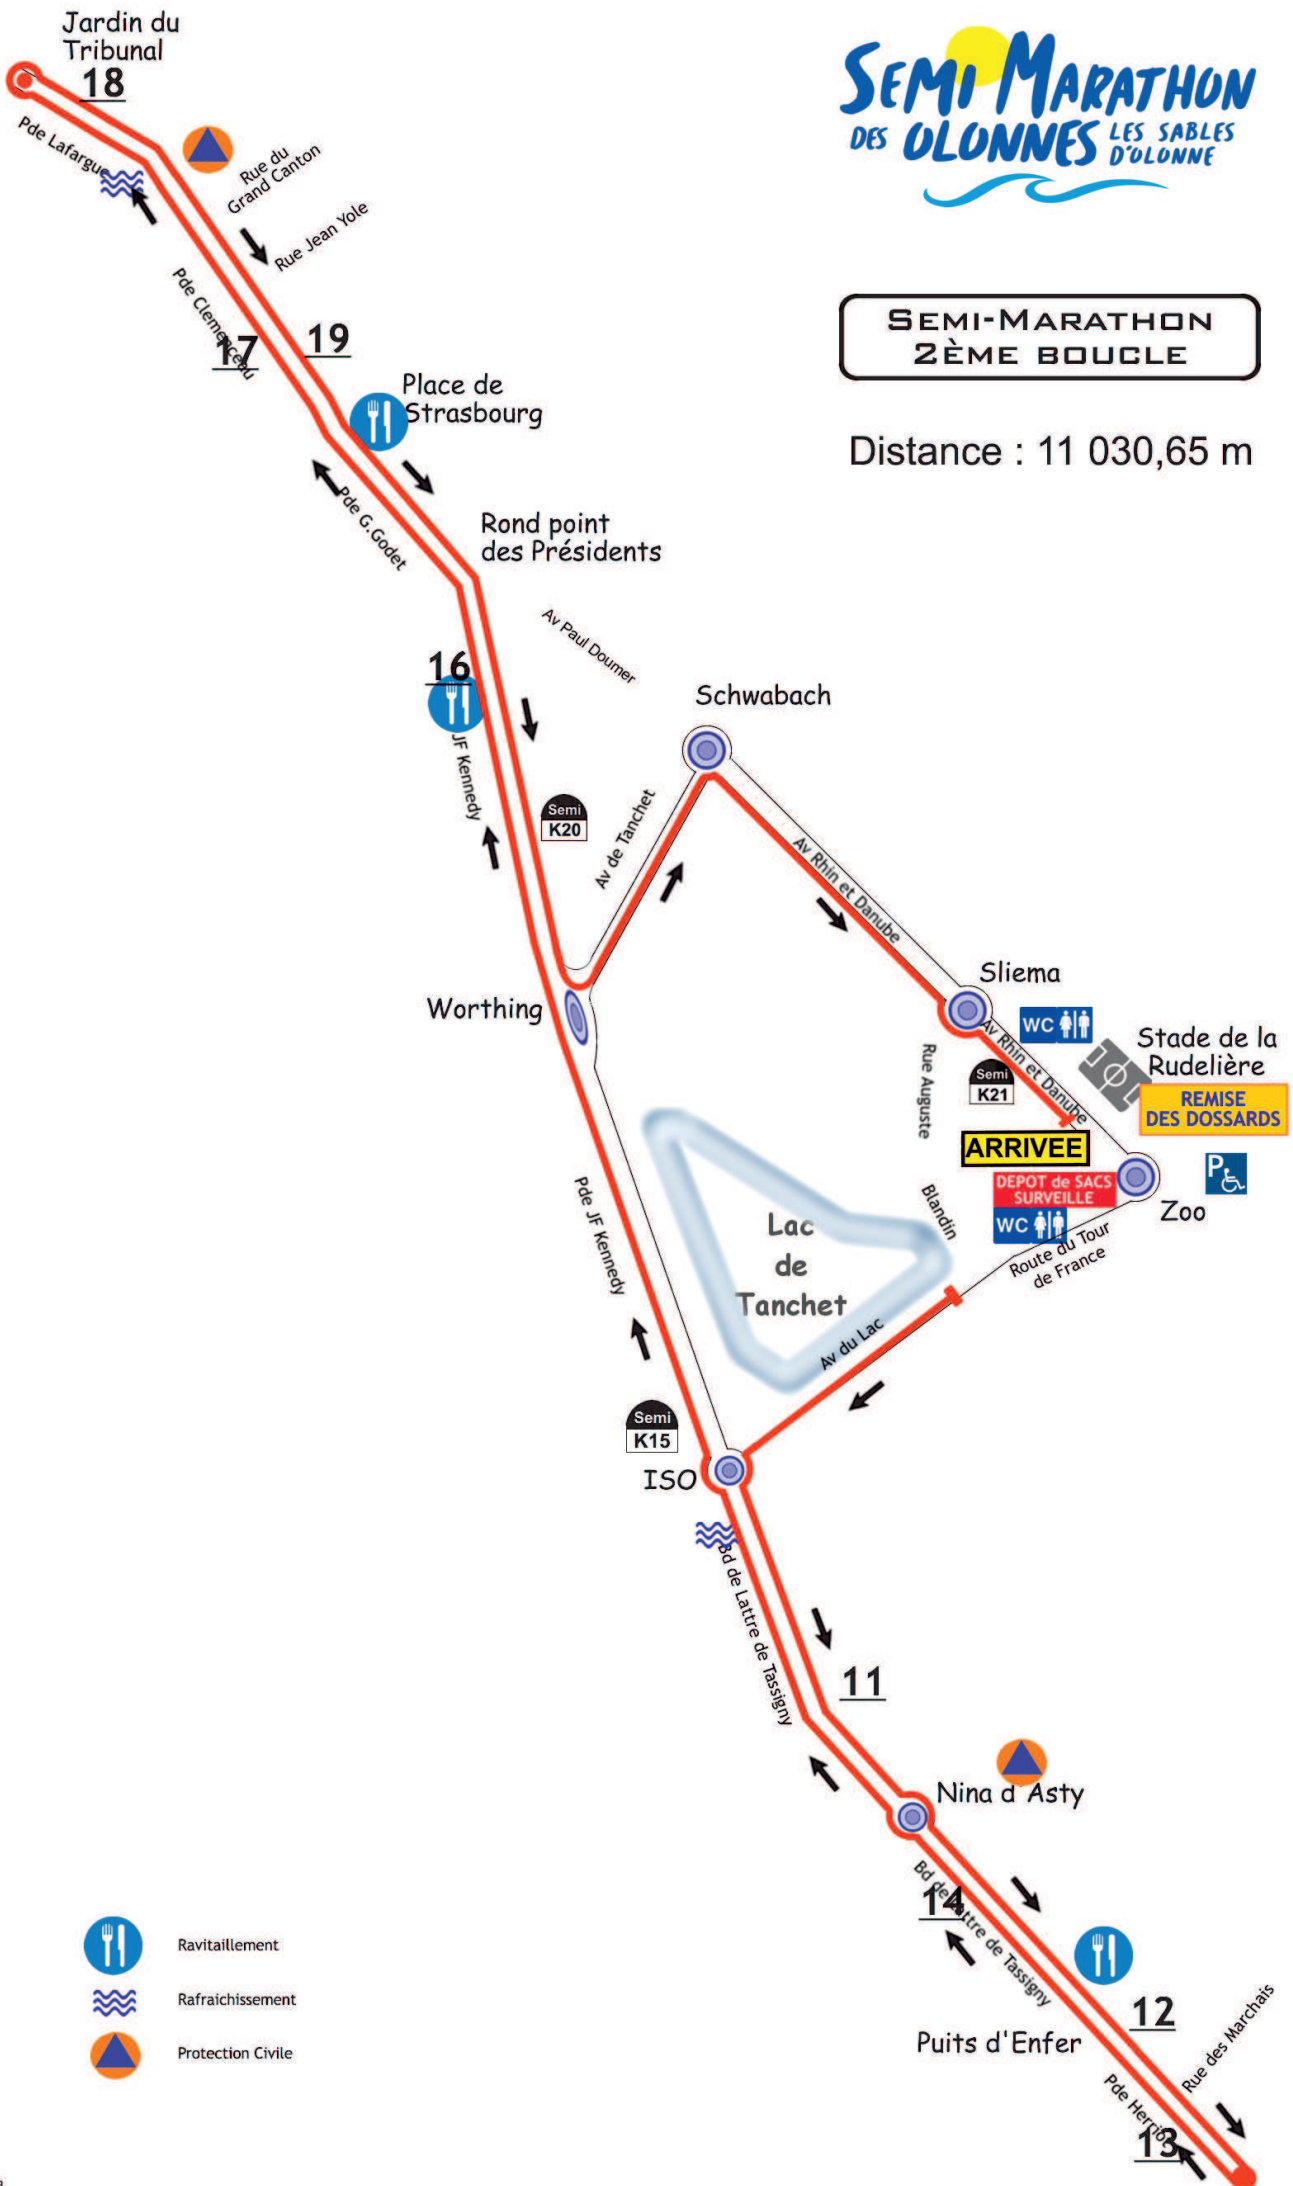 Jardin du
Tribunal
18
SEMI MARATHON
DES OLONNES LES SABLES
D'OLONNE
Pde Lafargue
Rue du
Grand Canton
Rue Jean Yole
Pde Clemenceau
17
19
SEMI-MARATHON
2ÈME BOUCLE
Place de
Strasbourg
Distance : 11 030,65 m
Pde G.Godet
Rond point
des Présidents
Av Paul Doumer
16
Schwabach
JF Kennedy
Semi
K20
Av de Tanchet
Av Rhin et Danube
Sliema
Worthing
WC
Av Rhin et Danube
Stade de la
Rudelière
Rue Auguste
Semi
K21
REMISE
DES DOSSARDS
ARRIVEE
P
DEPOT de SACS
SURVEILLE
Zoo
Blandin
WC
Pde JF Kennedy
Lac
de
Tanchet
Route du Tour
de France
Av du Lac
Semi
K15
ISO
Bd de Lattre de Tassigny
11
Nina d'Asty
Bd de Lattre de Tassigny
14
Ravitaillement
Rafraichissement
Protection Civile
12
Rue des Marchais
Puits d'Enfer
Pde Herriot
13